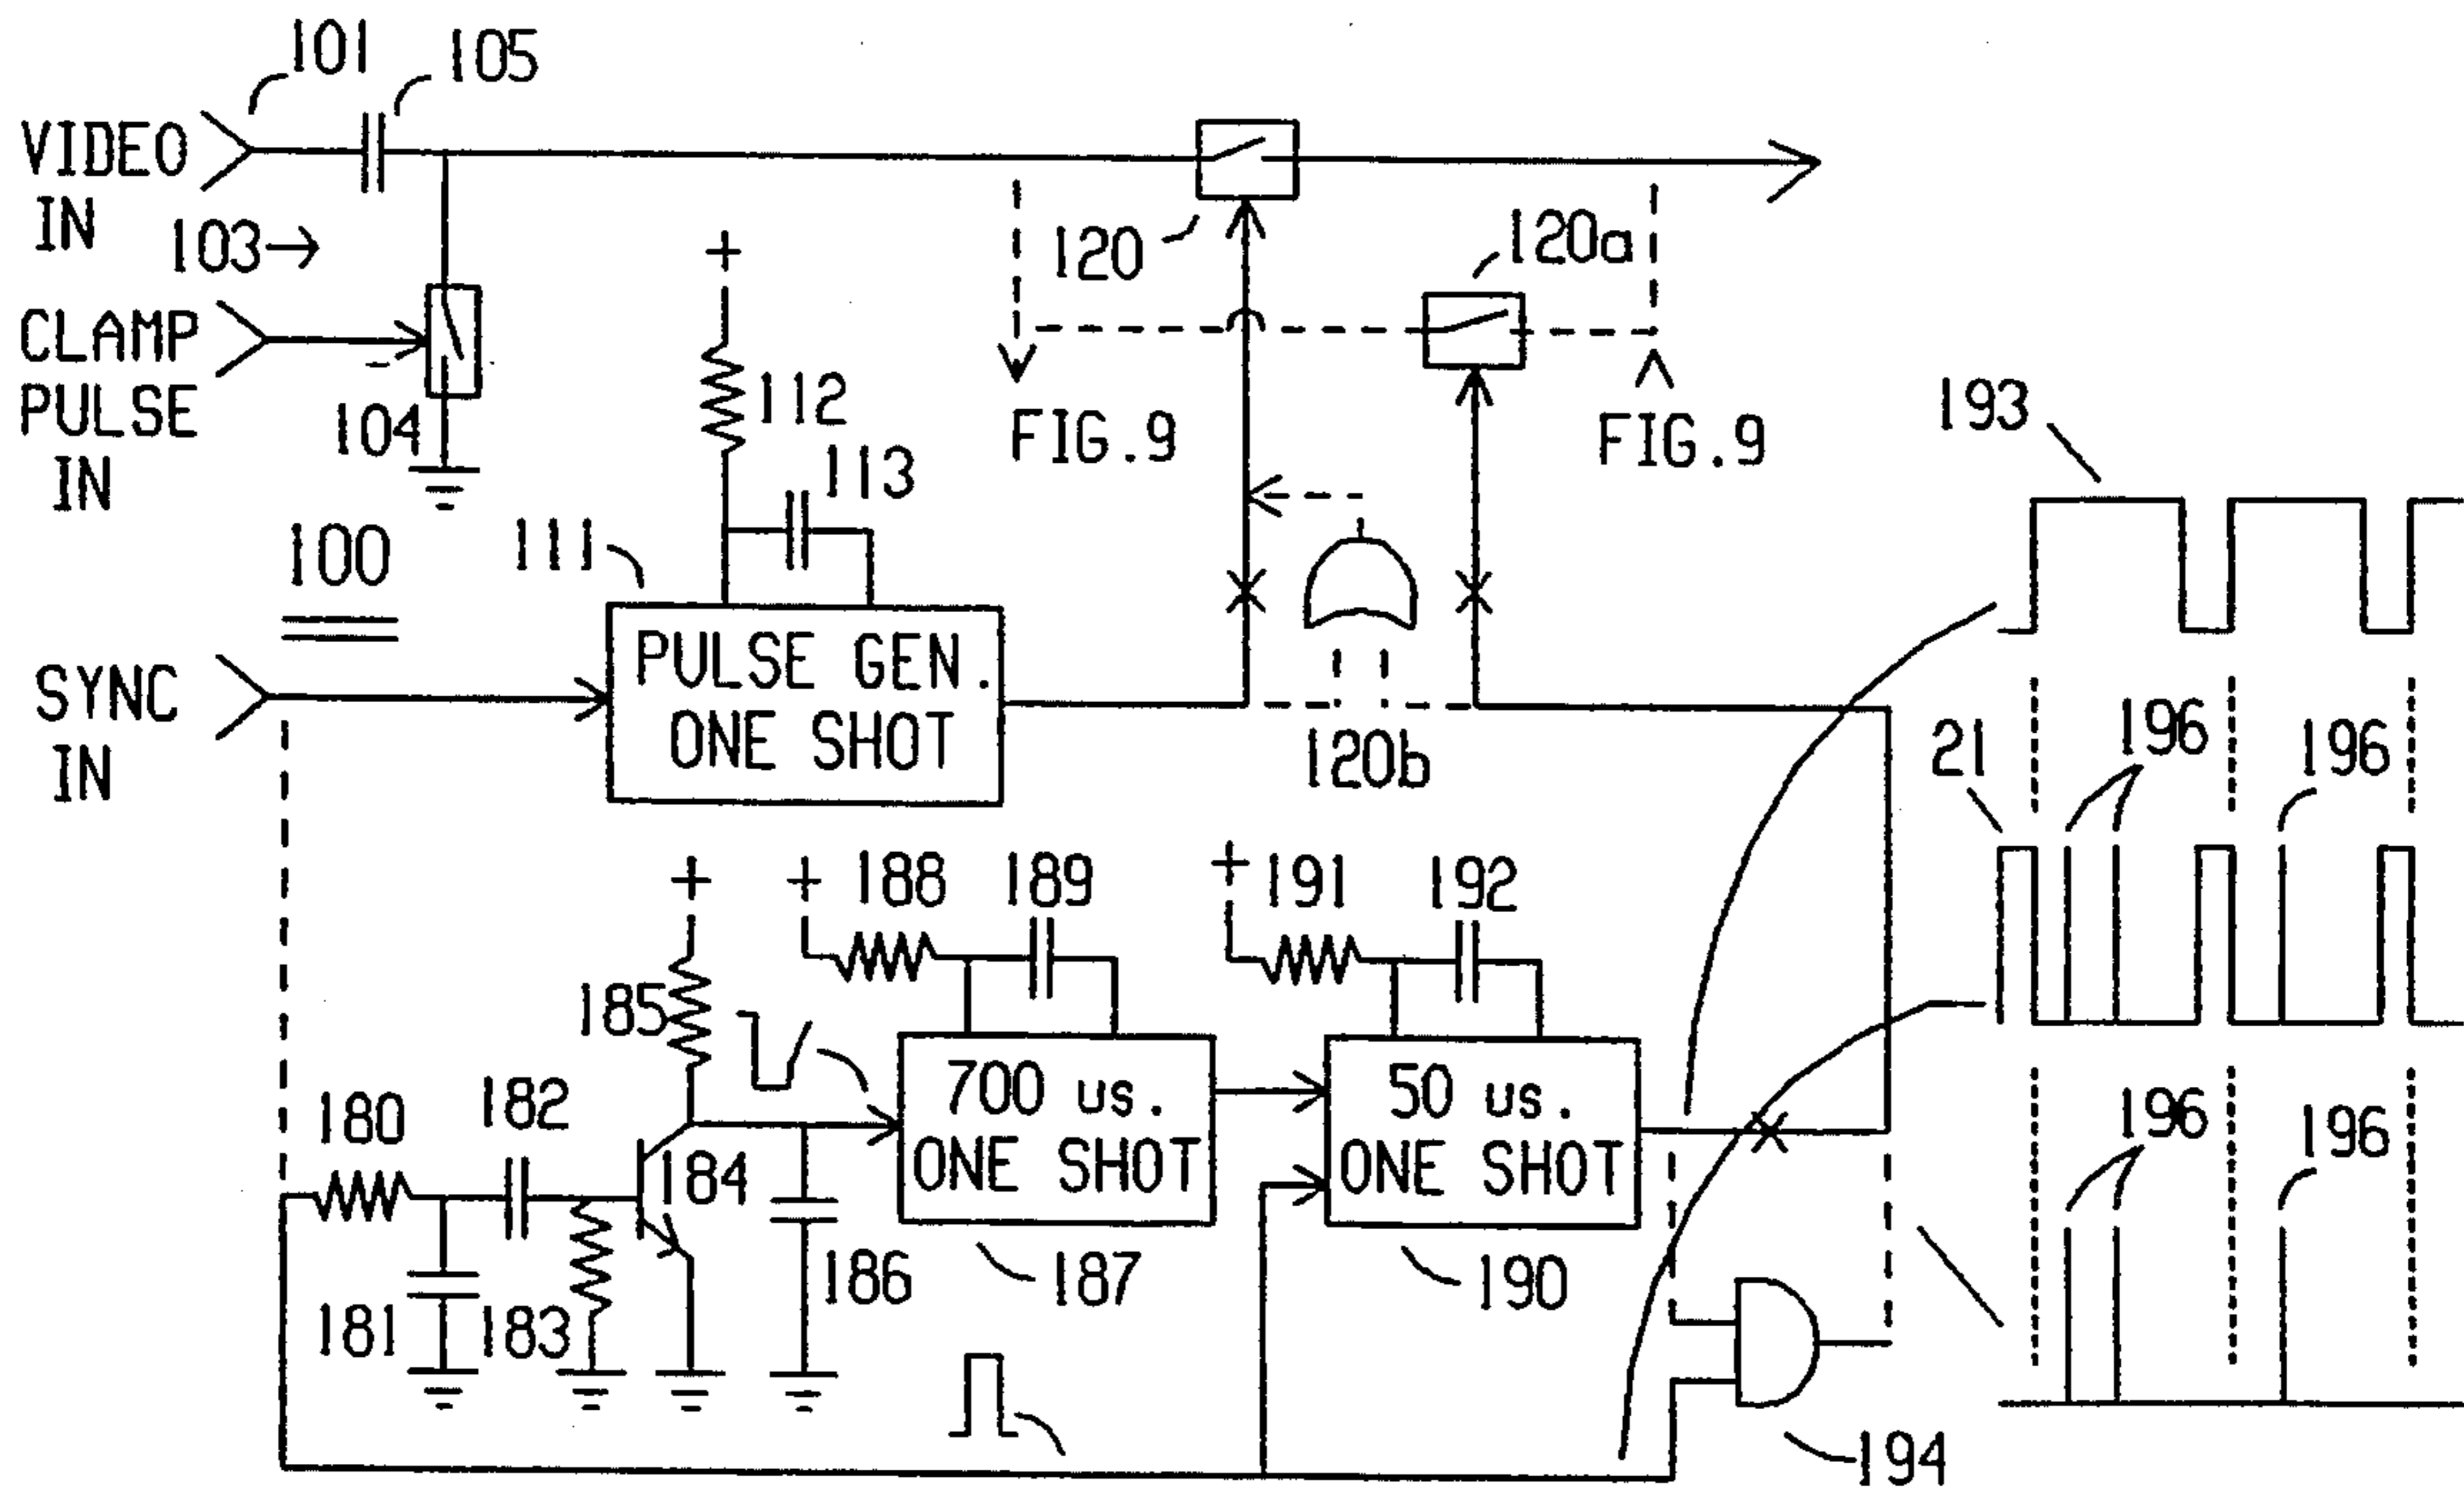 101
105
VIDEO
IN
103
120
120a
CLAMP
PULSE
IN
104
112
FIG.9
FIG.9
193
113
111
100
PULSE GEN.
ONE SHOT
SYNC
IN
120b
21
196
196
188
189
191
192
185
700 us.
ONE SHOT
50 us.
ONE SHOT
180
182
184
196
196
181
183
186
187
190
194